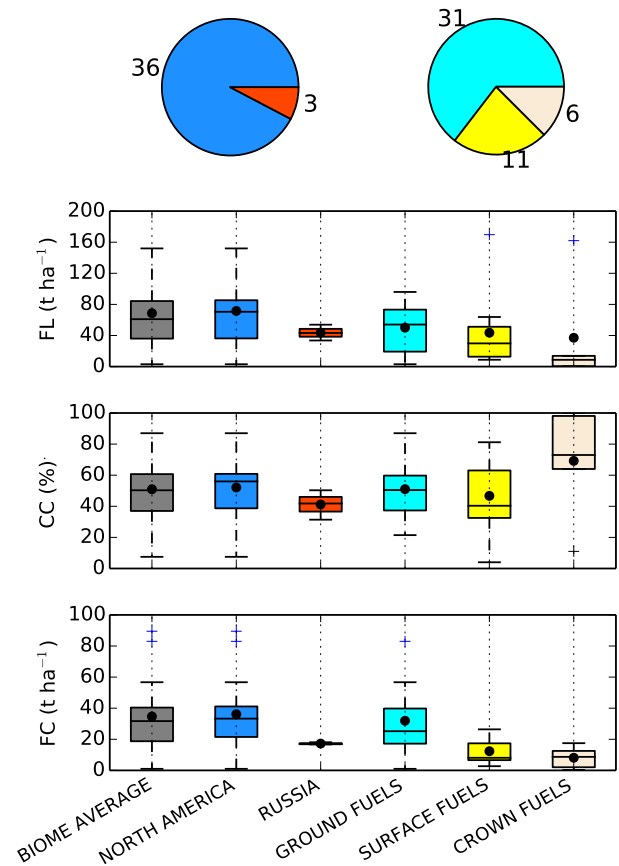 36
3
31
11
6
FL (t ha⁻¹)
200
160
120
80
40
0
CC (%)
100
80
60
40
20
0
FC (t ha⁻¹)
100
80
60
40
20
0
BIOME AVERAGE
NORTH AMERICA
RUSSIA
GROUND FUELS
SURFACE FUELS
CROWN FUELS